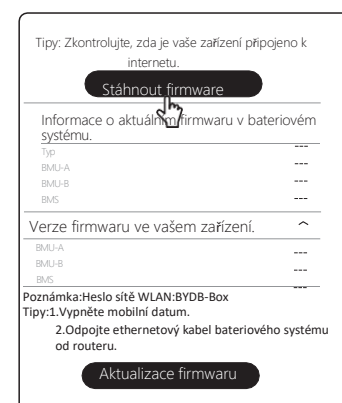 Tipy: Zkontrolujte, zda je vaše zařízení připojeno k
internetu.
Stáhnout firmware
Informace o aktuálním firmwaru v bateriovém
systému.
Typ ---
BMU-A ---
BMU-B ---
BMS ---
Verze firmwaru ve vašem zařízení.
BMU-A ---
BMU-B ---
BMS ---
Poznámka:Heslo sítě WLAN:BYDB-Box
Tipy:1.Vypněte mobilní datum.
2.Odpojte ethernetový kabel bateriového systému
od routeru.
Aktualizace firmwaru